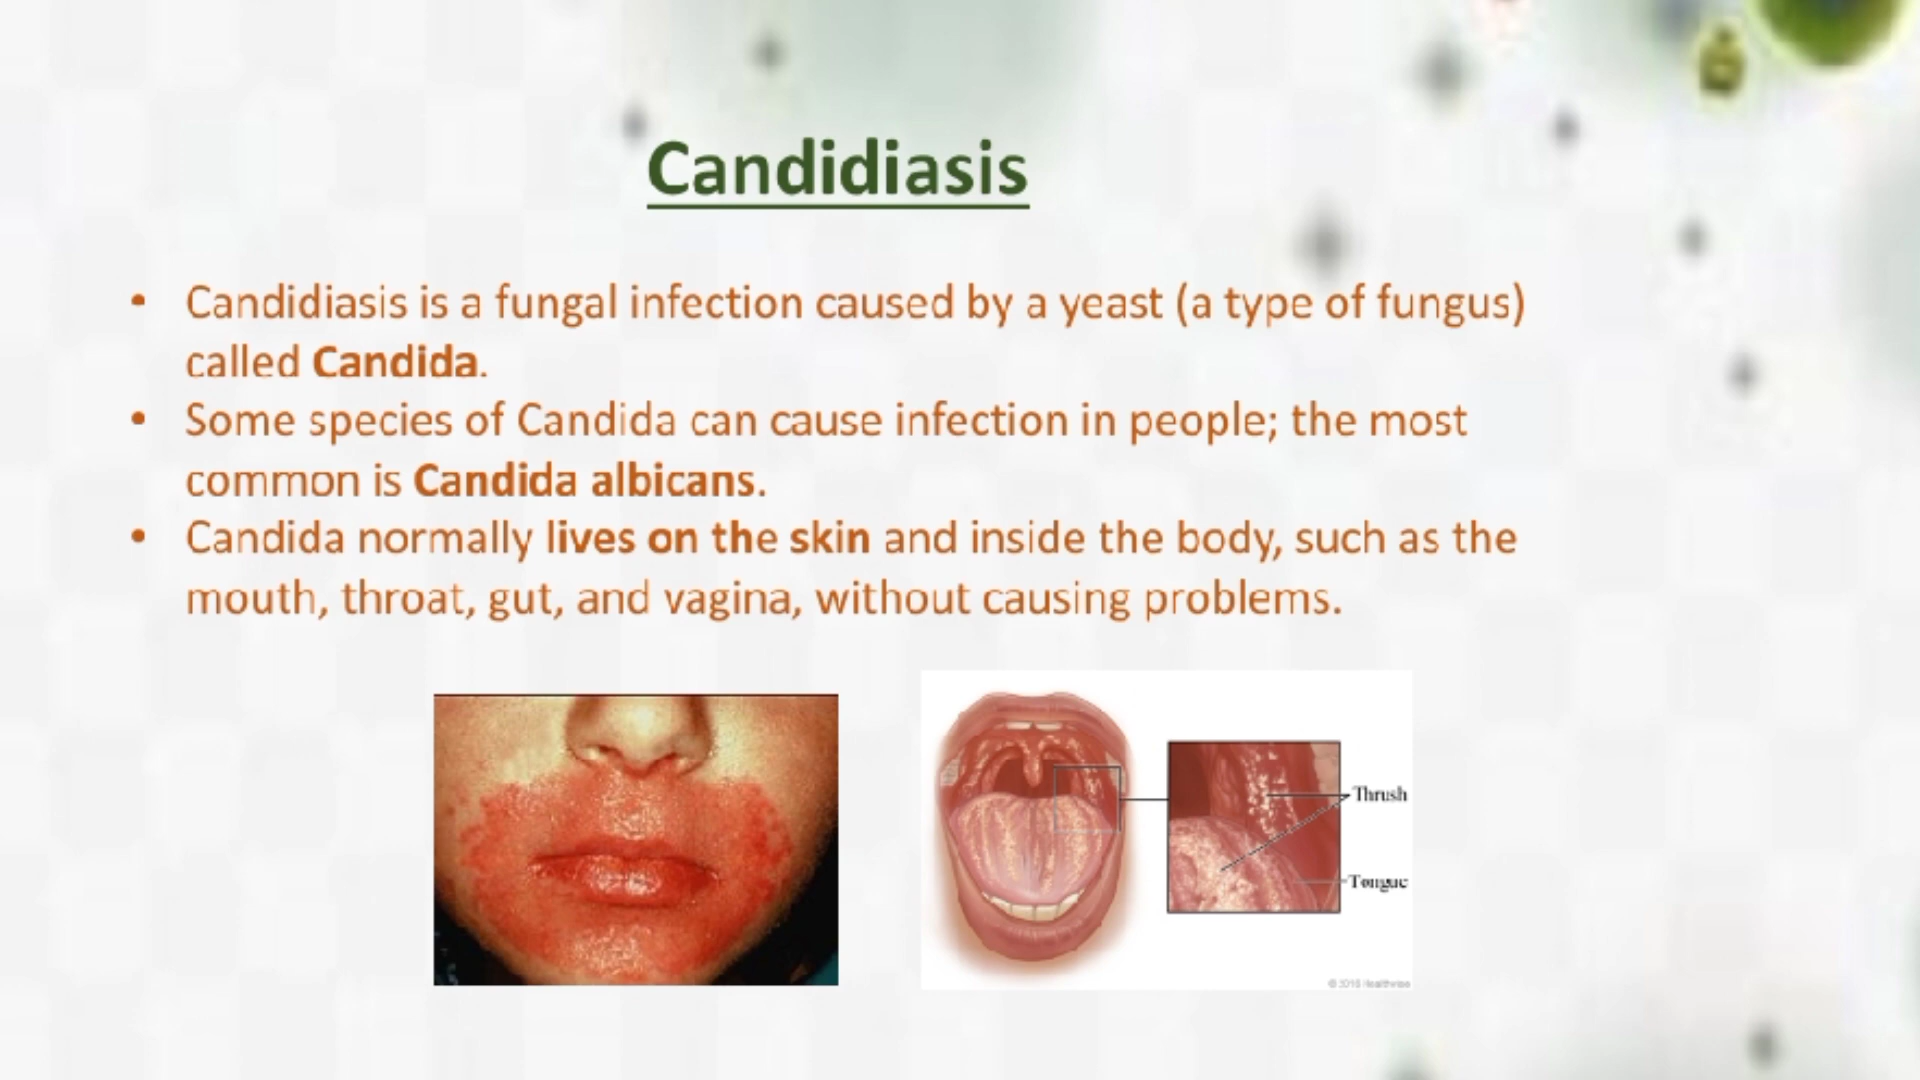 Candidiasis
• Candidiasis is a fungal infection caused by a yeast (a type of fungus)
called Candida.
• Some species of Candida can cause infection in people; the most
common is Candida albicans.
• Candida normally lives on the skin and inside the body, such as the
mouth, throat, gut, and vagina, without causing problems.
Thrush
Tongue
© 2016 Healthwise